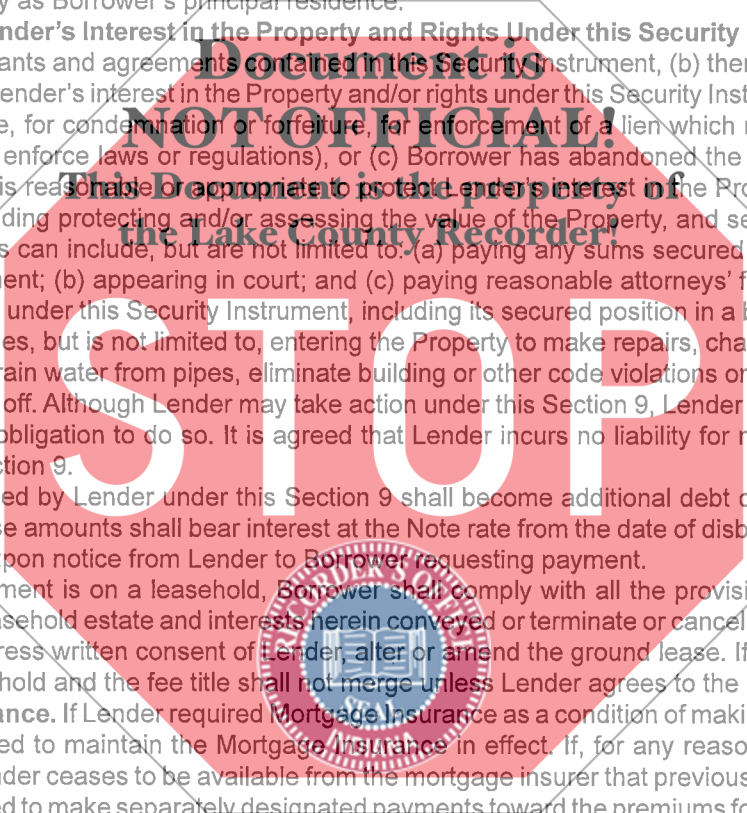 y as Borrower's principal residence.
nder's Interest in the Property and Rights Under this Security
ants and agreements contained in this Security Instrument, (b) ther
Document is
ender's interest in the Property and/or rights under this Security Inst
e, for condemnation or forfeiture, for enforcement of a lien which
NOT OFFICIAL!
enforce laws or regulations), or (c) Borrower has abandoned the
is reasonable or appropriate to protect Lender's interest in the Pro
This Document is the property of
ding protecting and/or assessing the value of the Property, and se
the Lake County Recorder!
s can include, but are not limited to: (a) paying any sums secured
ent; (b) appearing in court; and (c) paying reasonable attorneys' f
under this Security Instrument, including its secured position in a b
es, but is not limited to, entering the Property to make repairs, cha
rain water from pipes, eliminate building or other code violations or
off. Although Lender may take action under this Section 9, Lender
STOP
obligation to do so. It is agreed that Lender incurs no liability for
ction 9.
ed by Lender under this Section 9 shall become additional debt
se amounts shall bear interest at the Note rate from the date of disb
pon notice from Lender to Borrower requesting payment.
RECORDER'S OFFICE
ment is on a leasehold, Borrower shall comply with all the provisi
asehold estate and interests herein conveyed or terminate or cancel
ress written consent of Lender, alter or amend the ground lease. If
hold and the fee title shall not merge unless Lender agrees to the
SEAL
ance. If Lender required Mortgage Insurance as a condition of maki
INDIANA
ed to maintain the Mortgage Insurance in effect. If, for any reaso
nder ceases to be available from the mortgage insurer that previous
ed to make separately designated payments toward the premiums fo